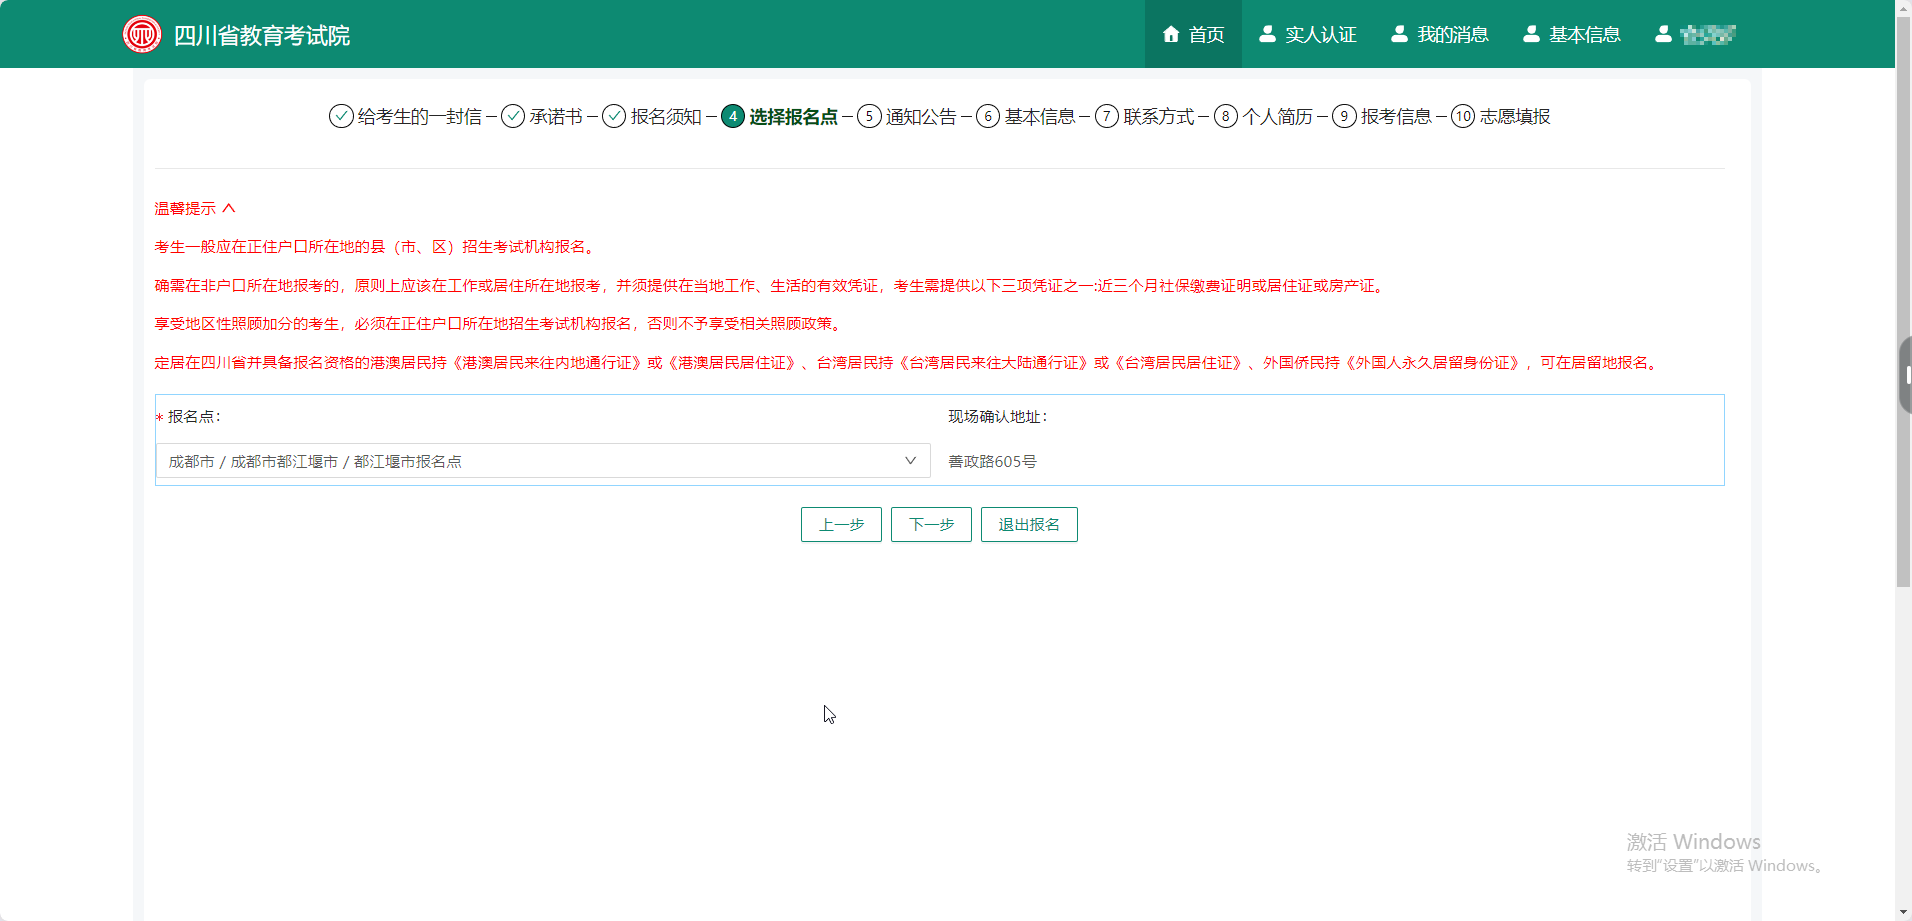 四川省教育考试院
首页 实人认证 我的消息 基本信息
给考生的一封信 – 承诺书 – 报名须知 – 4 选择报名点 – 5 通知公告 – 6 基本信息 – 7 联系方式 – 8 个人简历 – 9 报考信息 – 10 志愿填报
温馨提示
考生一般应在正住户口所在地的县（市、区）招生考试机构报名。
确需在非户口所在地报考的，原则上应该在工作或居住所在地报考，并须提供在当地工作、生活的有效凭证，考生需提供以下三项凭证之一:近三个月社保缴费证明或居住证或房产证。
享受地区性照顾加分的考生，必须在正住户口所在地招生考试机构报名，否则不予享受相关照顾政策。
定居在四川省并具备报名资格的港澳居民持《港澳居民来往内地通行证》或《港澳居民居住证》、台湾居民持《台湾居民来往大陆通行证》或《台湾居民居住证》、外国侨民持《外国人永久居留身份证》，可在居留地报名。
* 报名点： 现场确认地址：
成都市 / 成都市都江堰市 / 都江堰市报名点 善政路605号
上一步 下一步 退出报名
激活 Windows
转到“设置”以激活 Windows。